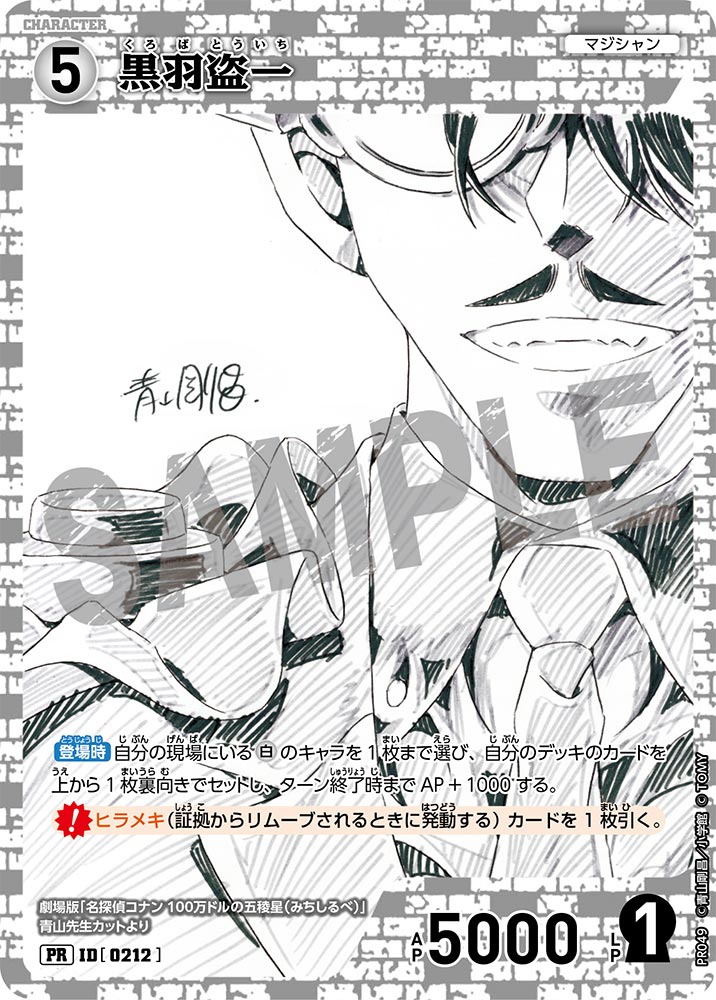 CHARACTER
5
くろばとういち
黒羽盗一
マジシャン
青山剛昌.
SAMPLE
登場時 自分の現場にいる 白 のキャラを1枚まで選び、自分のデッキのカードを
上から1枚裏向きでセットし、ターン終了時までAP+1000する。
! ヒラメキ(証拠からリムーブされるときに発動する) カードを1枚引く。
劇場版「名探偵コナン 100万ドルの五稜星(みちしるべ)」
青山先生カットより
PR ID[ 0212 ]
AP 5000
LP 1
PR049 ©青山剛昌/小学館 ©TOMY